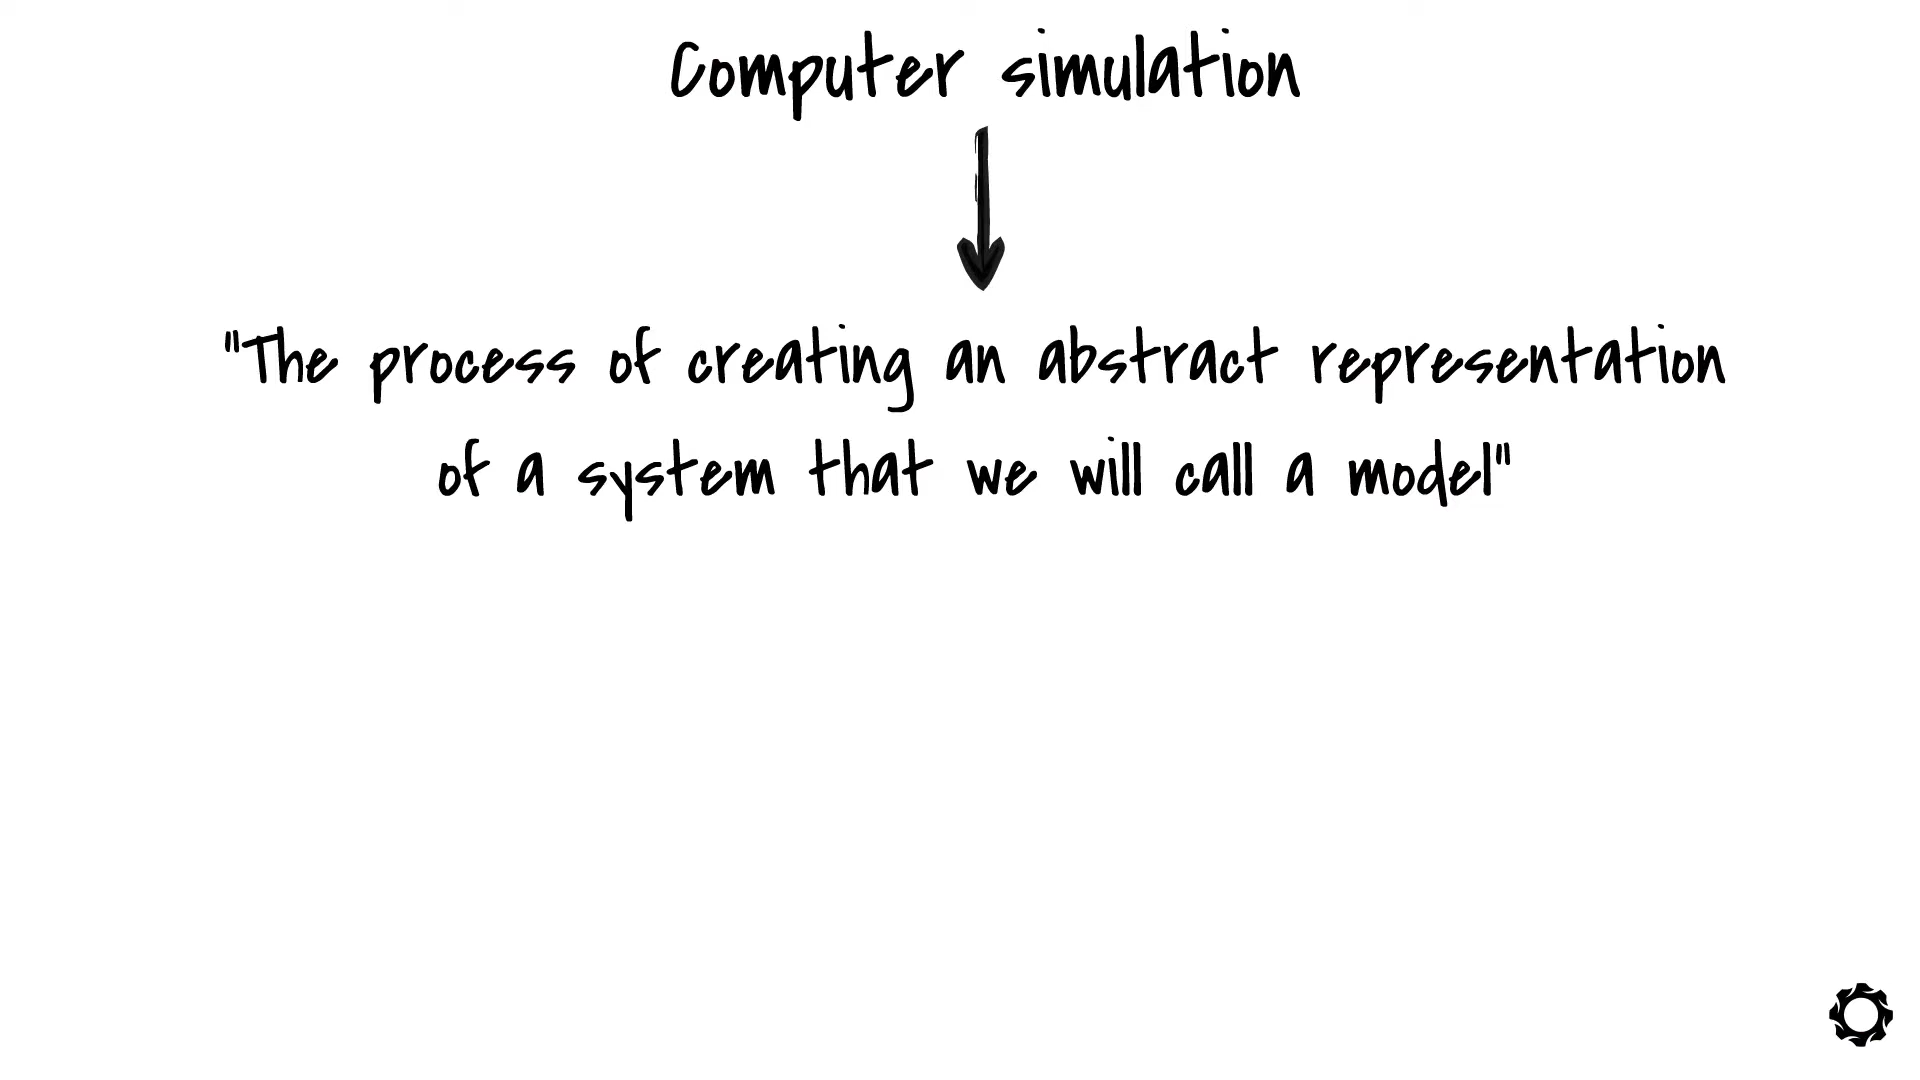 Computer simulation
"The process of creating an abstract representation
of a system that we will call a model"